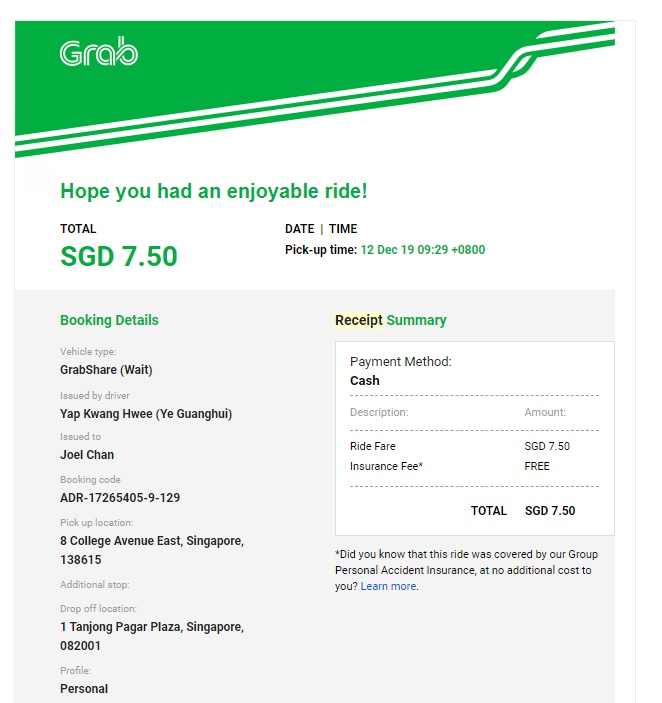 Grab
Hope you had an enjoyable ride!
TOTAL
SGD 7.50
DATE | TIME
Pick-up time: 12 Dec 19 09:29 +0800
Booking Details
Vehicle type:
GrabShare (Wait)
Issued by driver
Yap Kwang Hwee (Ye Guanghui)
Issued to
Joel Chan
Booking code
ADR-17265405-9-129
Pick up location:
8 College Avenue East, Singapore,
138615
Additional stop:
Drop off location:
1 Tanjong Pagar Plaza, Singapore,
082001
Profile:
Personal
Receipt Summary
Payment Method:
Cash
Description: Amount:
Ride Fare SGD 7.50
Insurance Fee* FREE
TOTAL SGD 7.50
*Did you know that this ride was covered by our Group
Personal Accident Insurance, at no additional cost to
you? Learn more.